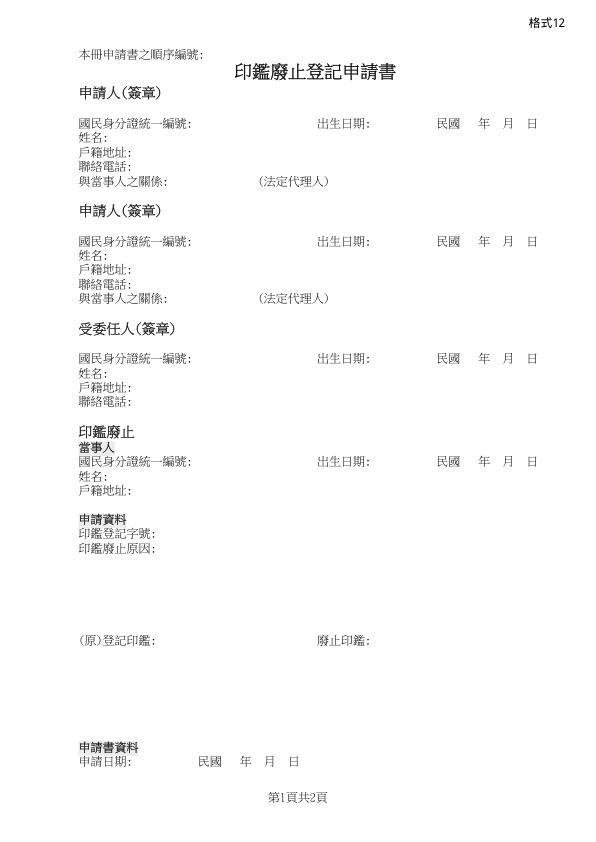 格式12
本冊申請書之順序編號:
印鑑廢止登記申請書
申請人(簽章)
國民身分證統一編號: 出生日期: 民國 年 月 日
姓名:
戶籍地址:
聯絡電話:
與當事人之關係: (法定代理人)
申請人(簽章)
國民身分證統一編號: 出生日期: 民國 年 月 日
姓名:
戶籍地址:
聯絡電話:
與當事人之關係: (法定代理人)
受委任人(簽章)
國民身分證統一編號: 出生日期: 民國 年 月 日
姓名:
戶籍地址:
聯絡電話:
印鑑廢止
當事人
國民身分證統一編號: 出生日期: 民國 年 月 日
姓名:
戶籍地址:
申請資料
印鑑登記字號:
印鑑廢止原因:
(原)登記印鑑: 廢止印鑑:
申請書資料
申請日期: 民國 年 月 日
第1頁共2頁